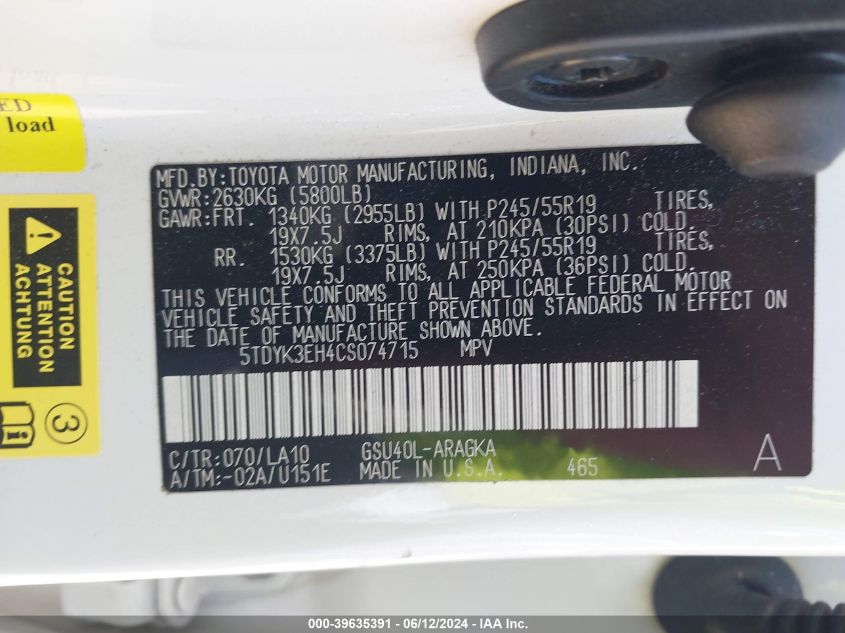 ED
load
CAUTION
ATTENTION
ACHTUNG
3
MFD.BY:TOYOTA MOTOR MANUFACTURING, INDIANA, INC.
GVWR:2630KG (5800LB)
GAWR:FRT. 1340KG (2955LB) WITH P245/55R19 TIRES,
19X7.5J RIMS, AT 210KPA (30PSI) COLD.
RR. 1530KG (3375LB) WITH P245/55R19 TIRES,
19X7.5J RIMS, AT 250KPA (36PSI) COLD.
THIS VEHICLE CONFORMS TO ALL APPLICABLE FEDERAL MOTOR
VEHICLE SAFETY AND THEFT PREVENTION STANDARDS IN EFFECT ON
THE DATE OF MANUFACTURE SHOWN ABOVE.
5TDYK3EH4CS074715 MPV
C/TR:070/LA10 GSU40L-ARAGKA
A/TM:-02A/U151E MADE IN U.S.A. 465 A
000-39635391 - 06/12/2024 - IAA Inc.